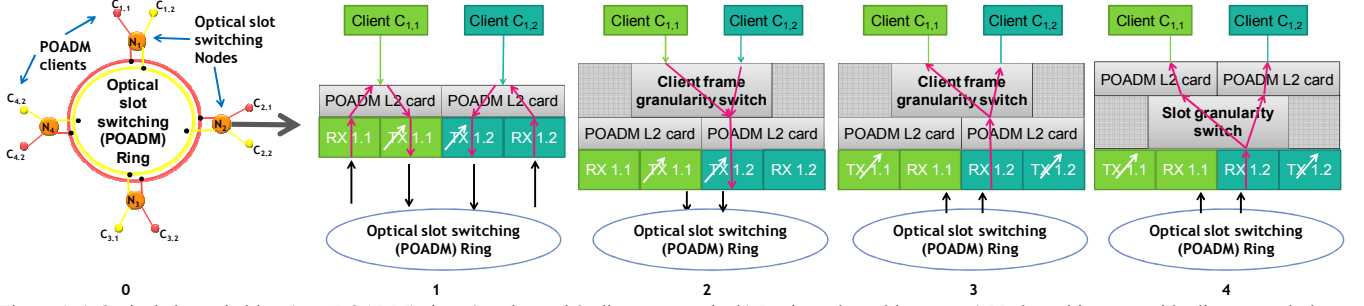 C1,1
C1,2
POADM
clients
Optical slot
switching
Nodes
N1
Optical
slot
switching
(POADM)
Ring
C4,2
C2,1
N4
N2
C4,2
C2,2
N3
C3,1
C3,2
0
Client C1,1
Client C1,2
POADM L2 card
POADM L2 card
RX 1.1
TX 1.1
TX 1.2
RX 1.2
Optical slot switching
(POADM) Ring
1
Client C1,1
Client C1,2
Client frame
granularity switch
POADM L2 card
POADM L2 card
RX 1.1
TX 1.1
TX 1.2
RX 1.2
Optical slot switching
(POADM) Ring
2
Client C1,1
Client C1,2
Client frame
granularity switch
POADM L2 card
POADM L2 card
TX 1.1
RX 1.1
RX 1.2
TX 1.2
Optical slot switching
(POADM) Ring
3
Client C1,1
Client C1,2
POADM L2 card
POADM L2 card
Slot granularity
switch
TX 1.1
RX 1.1
RX 1.2
TX 1.2
Optical slot switching
(POADM) Ring
4